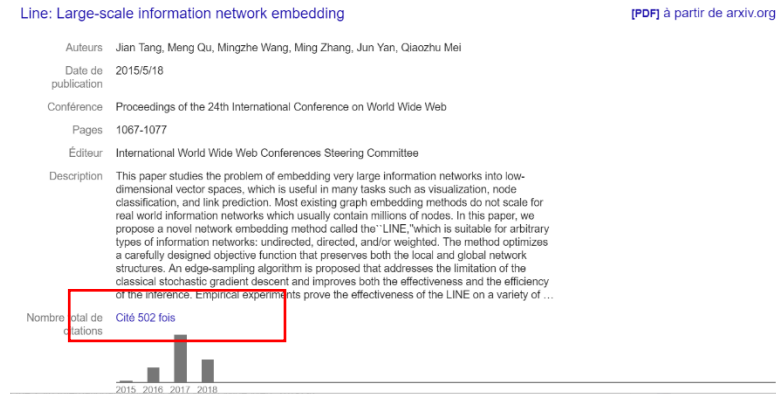 Line: Large-scale information network embedding
[PDF] à partir de arxiv.org
Auteurs Jian Tang, Meng Qu, Mingzhe Wang, Ming Zhang, Jun Yan, Qiaozhu Mei
Date de publication 2015/5/18
Conférence Proceedings of the 24th International Conference on World Wide Web
Pages 1067-1077
Éditeur International World Wide Web Conferences Steering Committee
Description This paper studies the problem of embedding very large information networks into low-
dimensional vector spaces, which is useful in many tasks such as visualization, node
classification, and link prediction. Most existing graph embedding methods do not scale for
real world information networks which usually contain millions of nodes. In this paper, we
propose a novel network embedding method called the``LINE,''which is suitable for arbitrary
types of information networks: undirected, directed, and/or weighted. The method optimizes
a carefully designed objective function that preserves both the local and global network
structures. An edge-sampling algorithm is proposed that addresses the limitation of the
classical stochastic gradient descent and improves both the effectiveness and the efficiency
of the inference. Empirical experiments prove the effectiveness of the LINE on a variety of …
Nombre total de citations Cité 502 fois
2015 2016 2017 2018